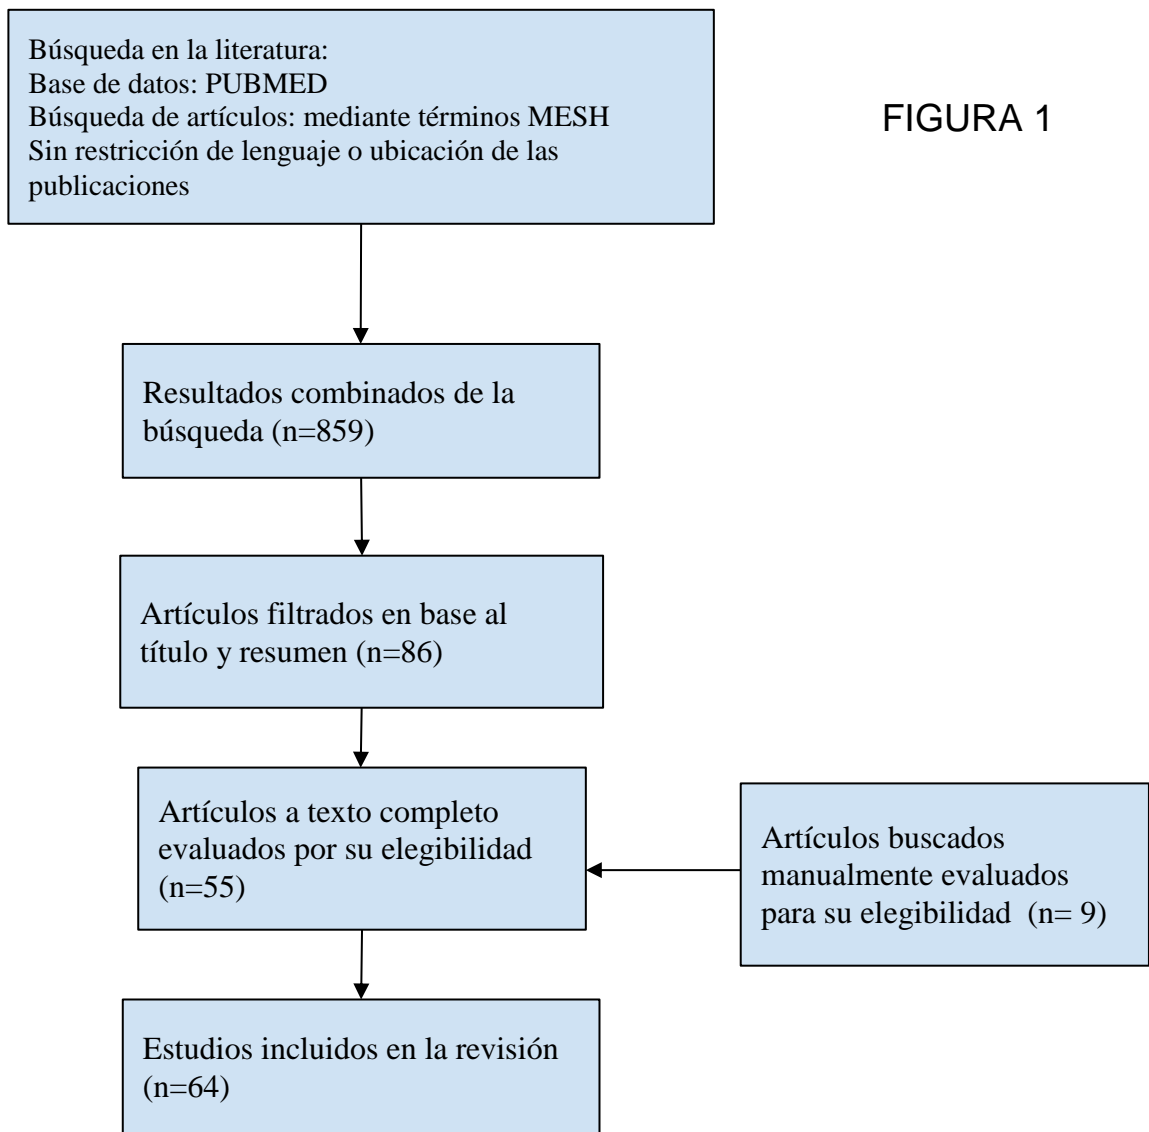 Búsqueda en la literatura:
Base de datos: PUBMED
Búsqueda de artículos: mediante términos MESH
Sin restricción de lenguaje o ubicación de las
publicaciones
FIGURA 1
Resultados combinados de la
búsqueda (n=859)
Artículos filtrados en base al
título y resumen (n=86)
Artículos a texto completo
evaluados por su elegibilidad
(n=55)
Artículos buscados
manualmente evaluados
para su elegibilidad (n= 9)
Estudios incluidos en la revisión
(n=64)